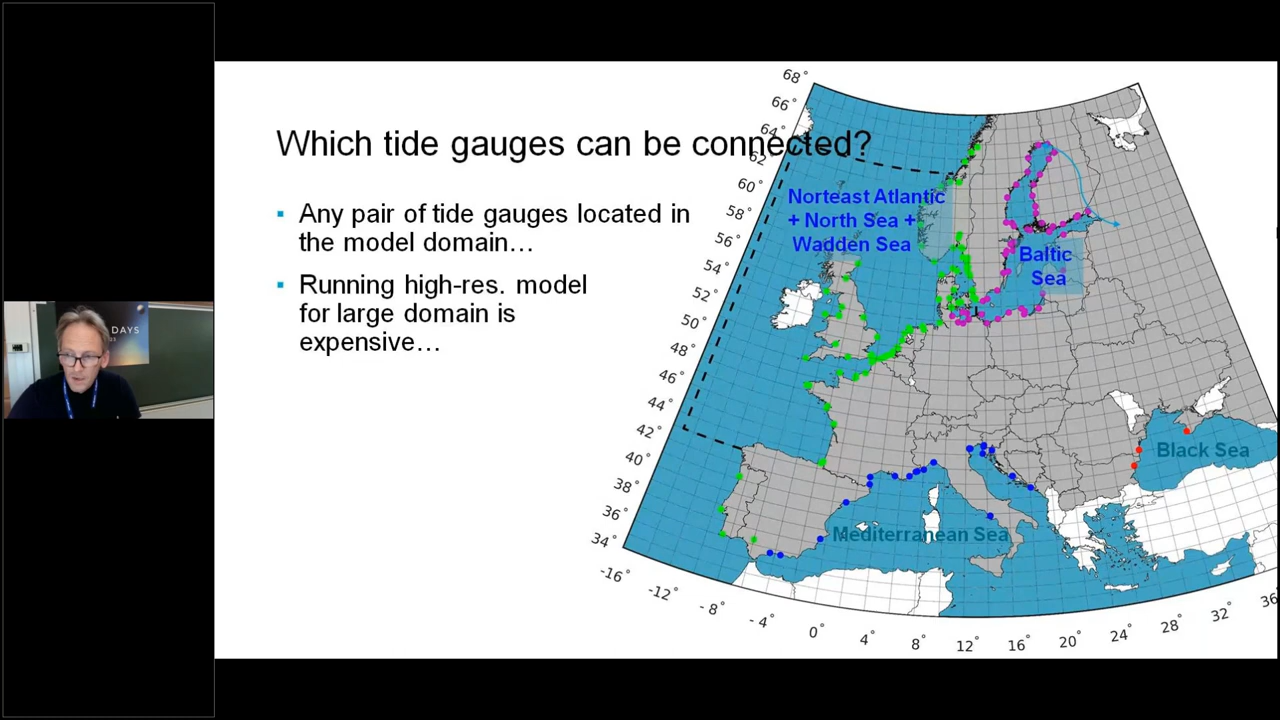 Which tide gauges can be connected?
Any pair of tide gauges located in
the model domain…
Running high-res. model
for large domain is
expensive…
Norteast Atlantic
+ North Sea +
Wadden Sea
Baltic
Sea
Black Sea
Mediterranean Sea
68°
66°
64°
62°
60°
58°
56°
54°
52°
50°
48°
46°
44°
42°
40°
38°
36°
34°
-16°
-12°
-8°
-4°
0°
4°
8°
12°
16°
20°
24°
28°
32°
36
DAYS